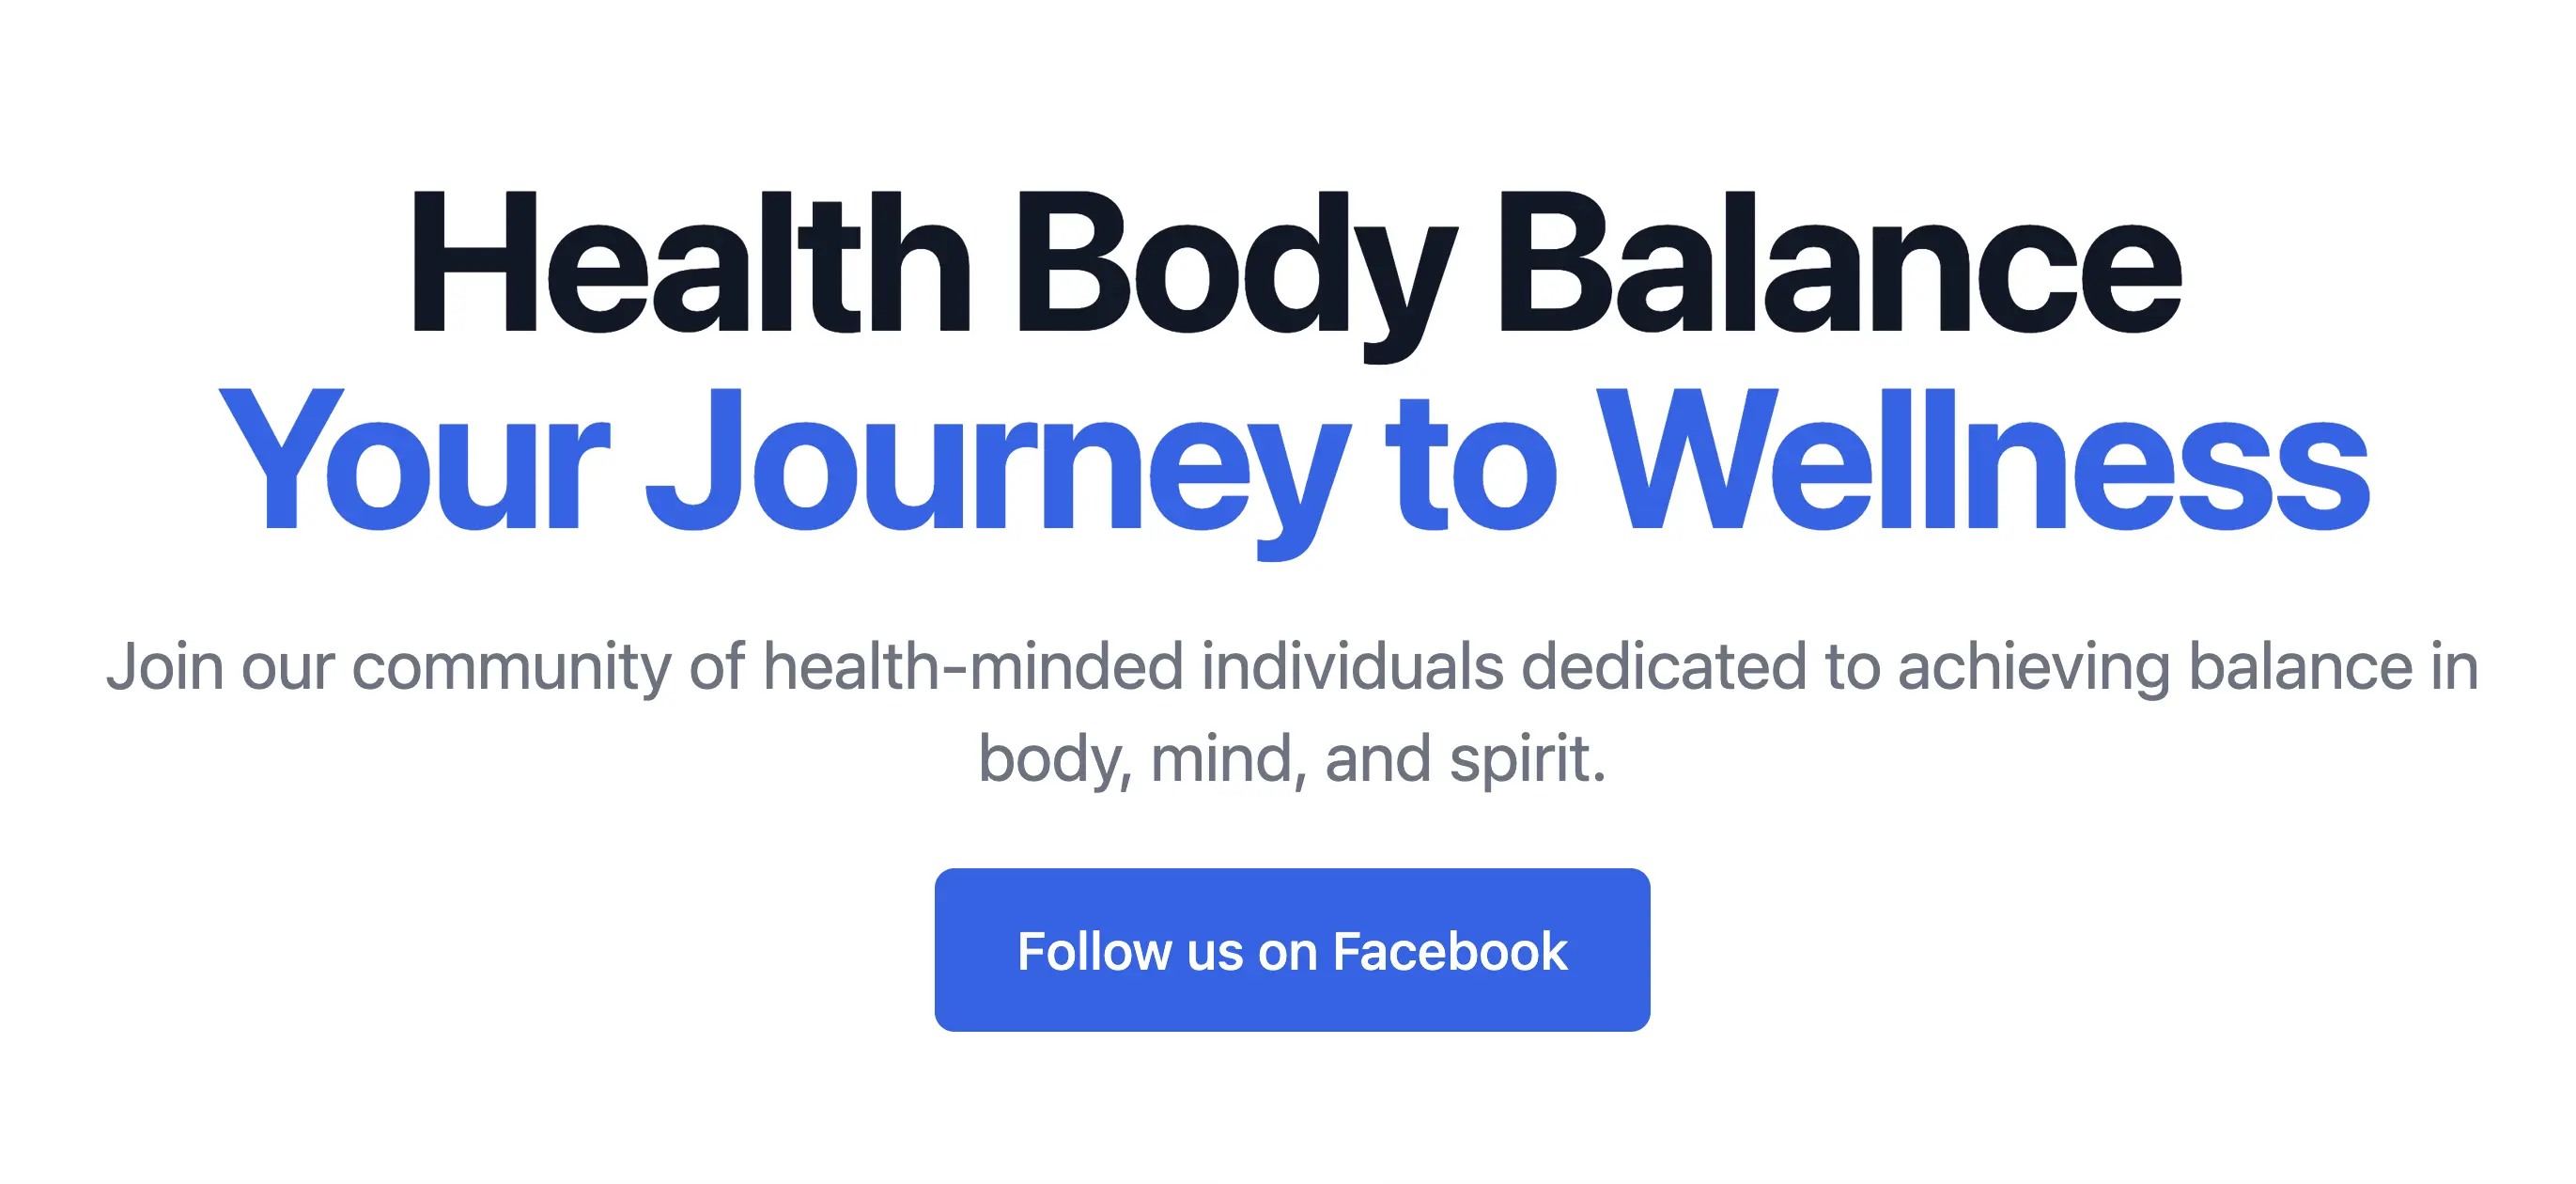 Health Body Balance
Your Journey to Wellness
Join our community of health-minded individuals dedicated to achieving balance in
body, mind, and spirit.
Follow us on Facebook